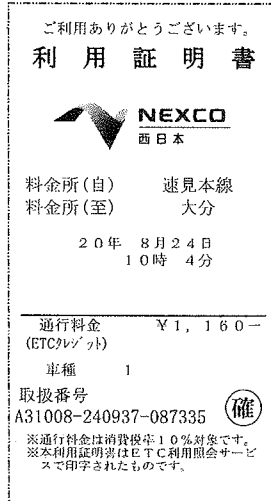 ご利用ありがとうございます。
利用証明書
NEXCO
西日本
料金所(自) 速見本線
料金所(至) 大分
20年 8月24日
10時 4分
通行料金 ¥1,160ー
(ETCクレジット)
車種 1
取扱番号
A31008-240937-087335 確
※通行料金は消費税率10%対象です。
※本利用証明書はETC利用照会サービ
スで印字されたものです。